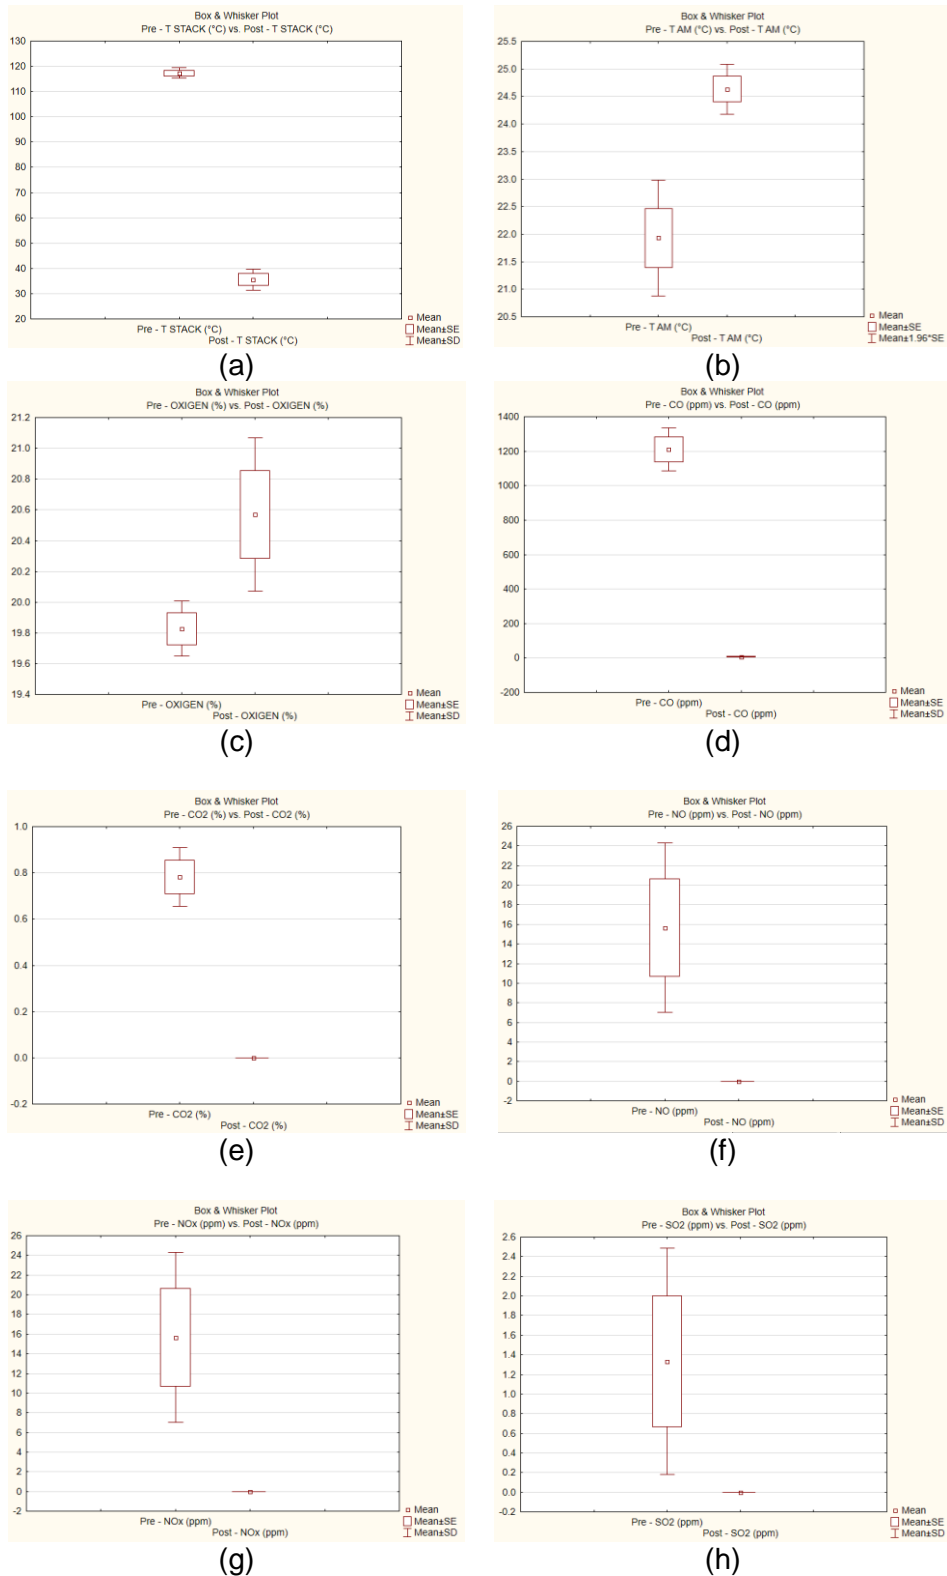 Box & Whisker Plot
Pre - T STACK (°C) vs. Post - T STACK (°C)
130
120
110
100
90
80
70
60
50
40
30
20
Pre - T STACK (°C)
Post - T STACK (°C)
Mean
Mean±SE
Mean±SD
(a)
Box & Whisker Plot
Pre - T AM (°C) vs. Post - T AM (°C)
25.5
25.0
24.5
24.0
23.5
23.0
22.5
22.0
21.5
21.0
20.5
Pre - T AM (°C)
Post - T AM (°C)
Mean
Mean±SE
Mean±1.96*SE
(b)
Box & Whisker Plot
Pre - OXIGEN (%) vs. Post - OXIGEN (%)
21.2
21.0
20.8
20.6
20.4
20.2
20.0
19.8
19.6
19.4
Pre - OXIGEN (%)
Post - OXIGEN (%)
Mean
Mean±SE
Mean±SD
(c)
Box & Whisker Plot
Pre - CO (ppm) vs. Post - CO (ppm)
1400
1200
1000
800
600
400
200
0
-200
Pre - CO (ppm)
Post - CO (ppm)
Mean
Mean±SE
Mean±SD
(d)
Box & Whisker Plot
Pre - CO2 (%) vs. Post - CO2 (%)
1.0
0.8
0.6
0.4
0.2
0.0
-0.2
Pre - CO2 (%)
Post - CO2 (%)
Mean
Mean±SE
Mean±SD
(e)
Box & Whisker Plot
Pre - NO (ppm) vs. Post - NO (ppm)
26
24
22
20
18
16
14
12
10
8
6
4
2
0
-2
Pre - NO (ppm)
Post - NO (ppm)
Mean
Mean±SE
Mean±SD
(f)
Box & Whisker Plot
Pre - NOx (ppm) vs. Post - NOx (ppm)
26
24
22
20
18
16
14
12
10
8
6
4
2
0
-2
Pre - NOx (ppm)
Post - NOx (ppm)
Mean
Mean±SE
Mean±SD
(g)
Box & Whisker Plot
Pre - SO2 (ppm) vs. Post - SO2 (ppm)
2.6
2.4
2.2
2.0
1.8
1.6
1.4
1.2
1.0
0.8
0.6
0.4
0.2
0.0
-0.2
Pre - SO2 (ppm)
Post - SO2 (ppm)
Mean
Mean±SE
Mean±SD
(h)